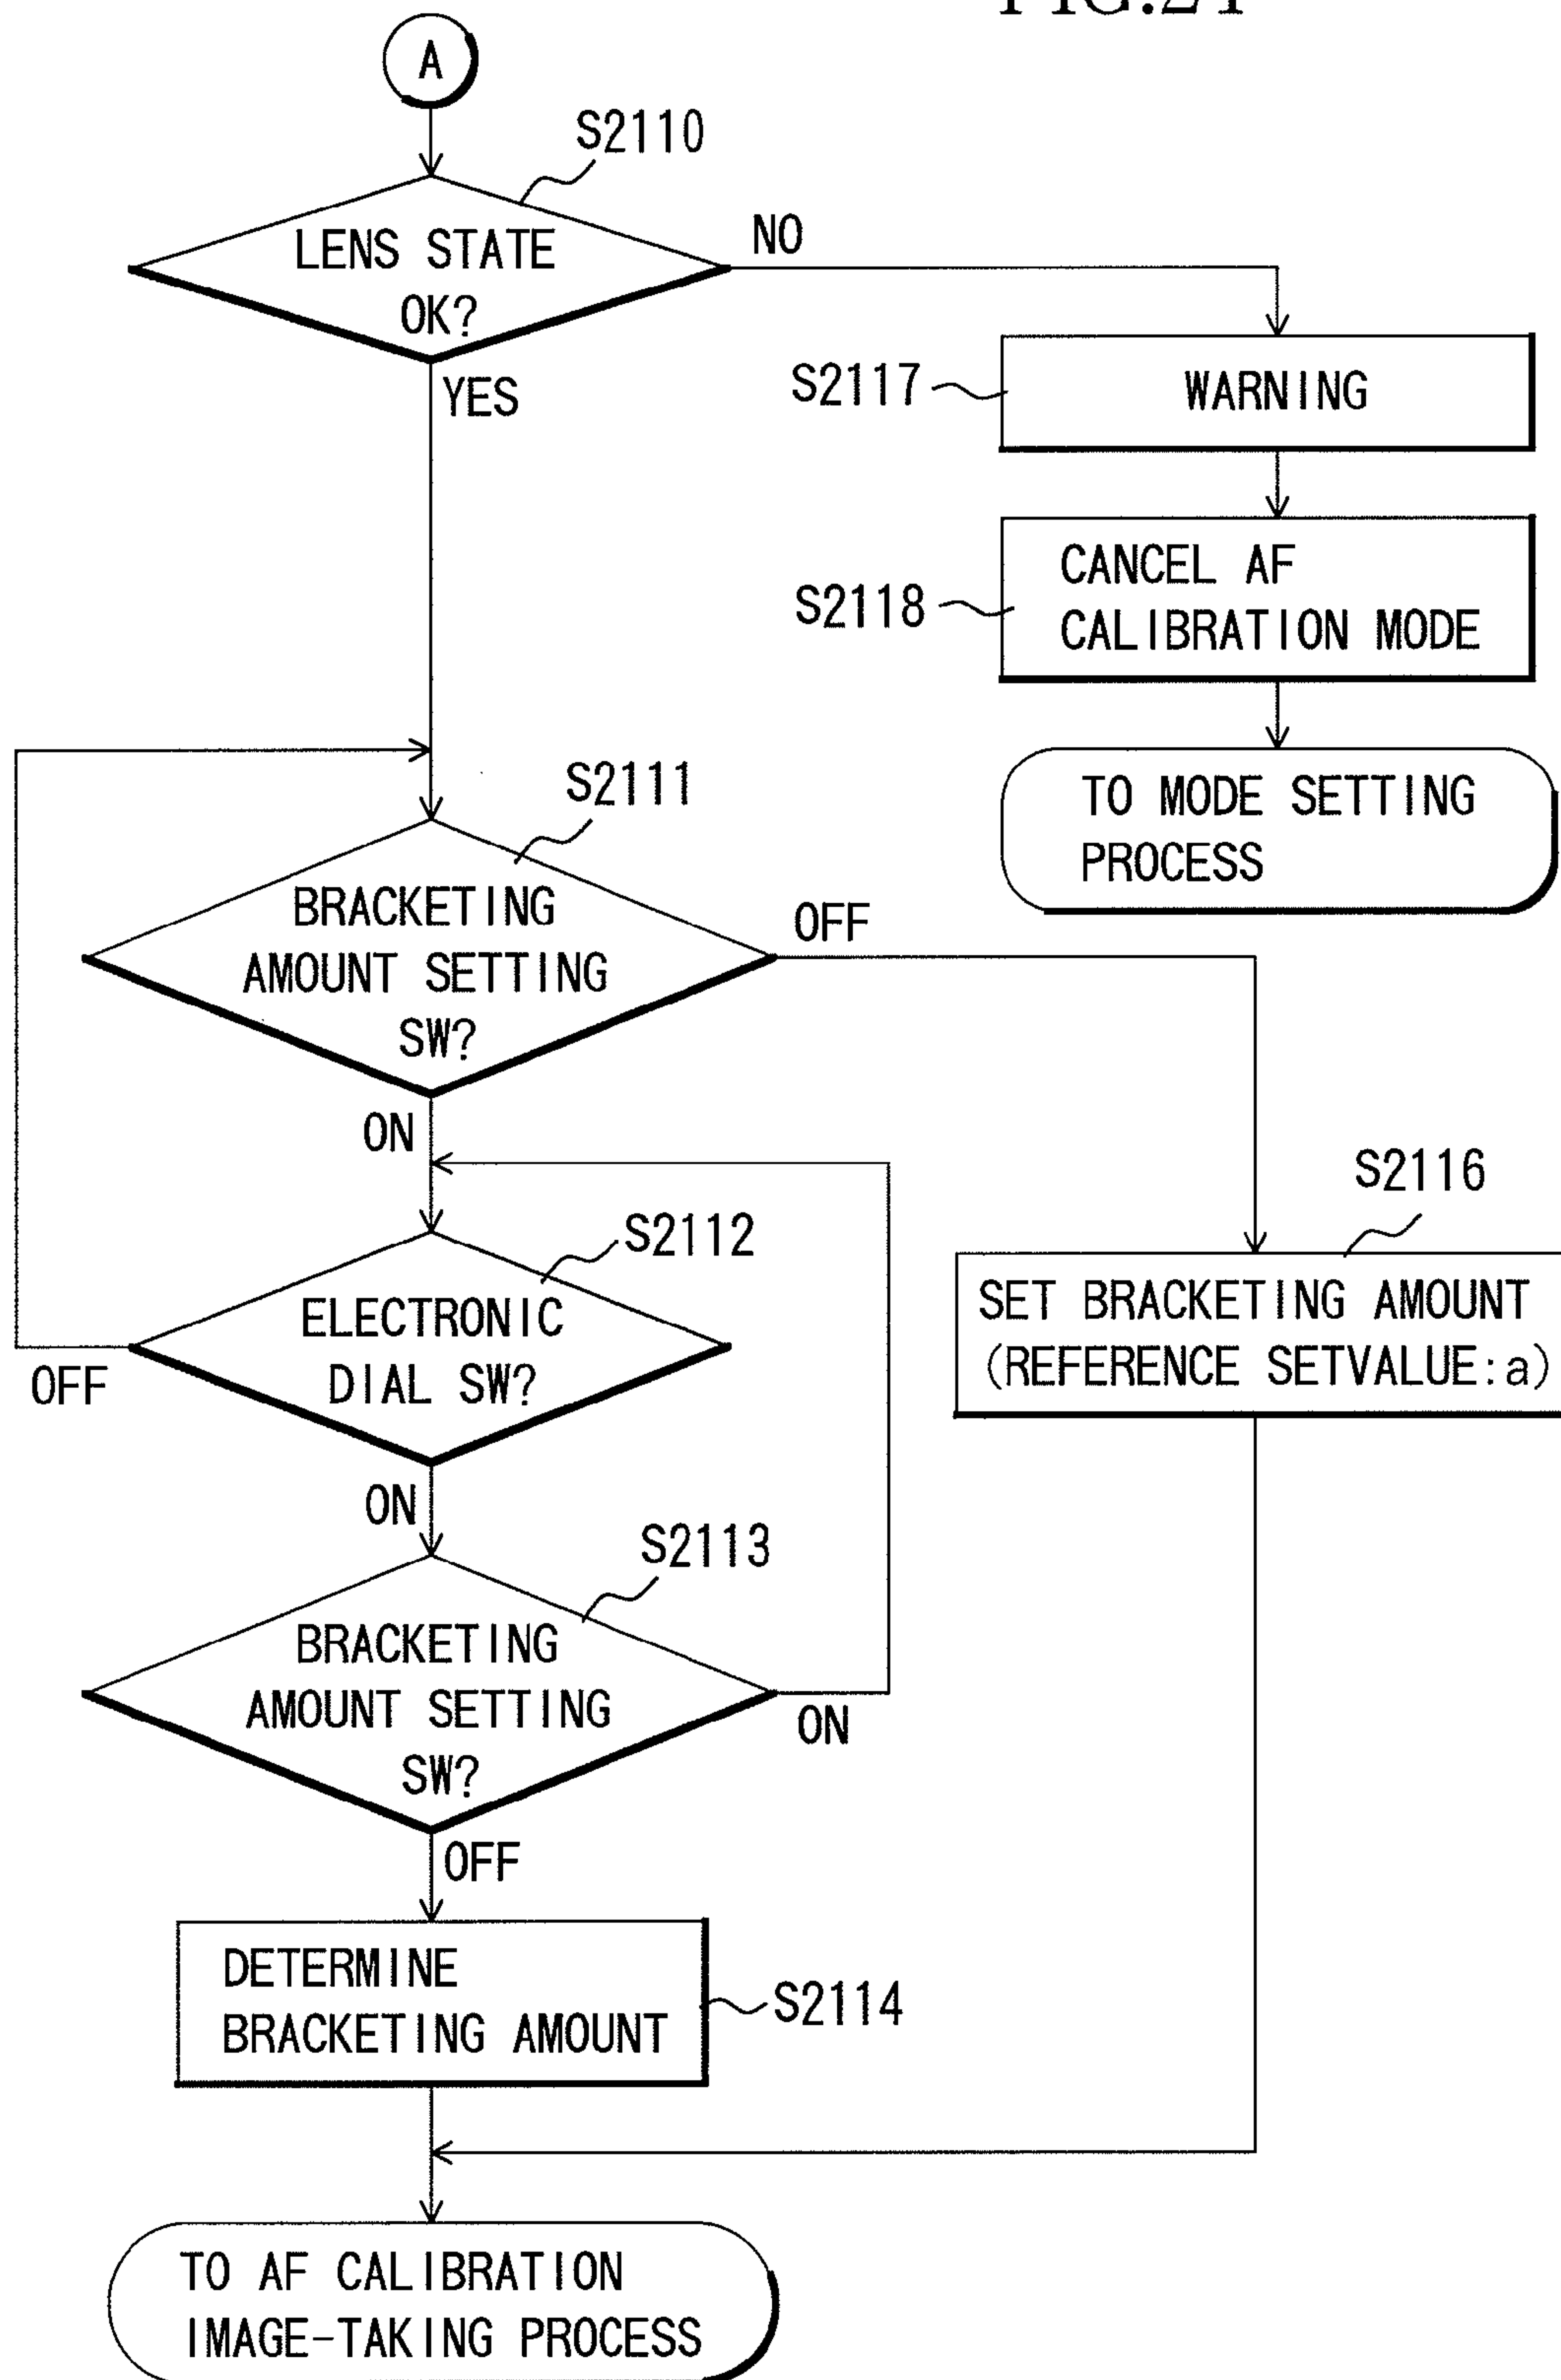 A
S2110
LENS STATE
OK?
NO
YES
S2117
WARNING
S2118
CANCEL AF
CALIBRATION MODE
TO MODE SETTING
PROCESS
S2111
BRACKETING
AMOUNT SETTING
SW?
OFF
ON
S2116
SET BRACKETING AMOUNT
(REFERENCE SETVALUE:a)
S2112
ELECTRONIC
DIAL SW?
OFF
ON
S2113
BRACKETING
AMOUNT SETTING
SW?
ON
OFF
DETERMINE
BRACKETING AMOUNT
S2114
TO AF CALIBRATION
IMAGE-TAKING PROCESS